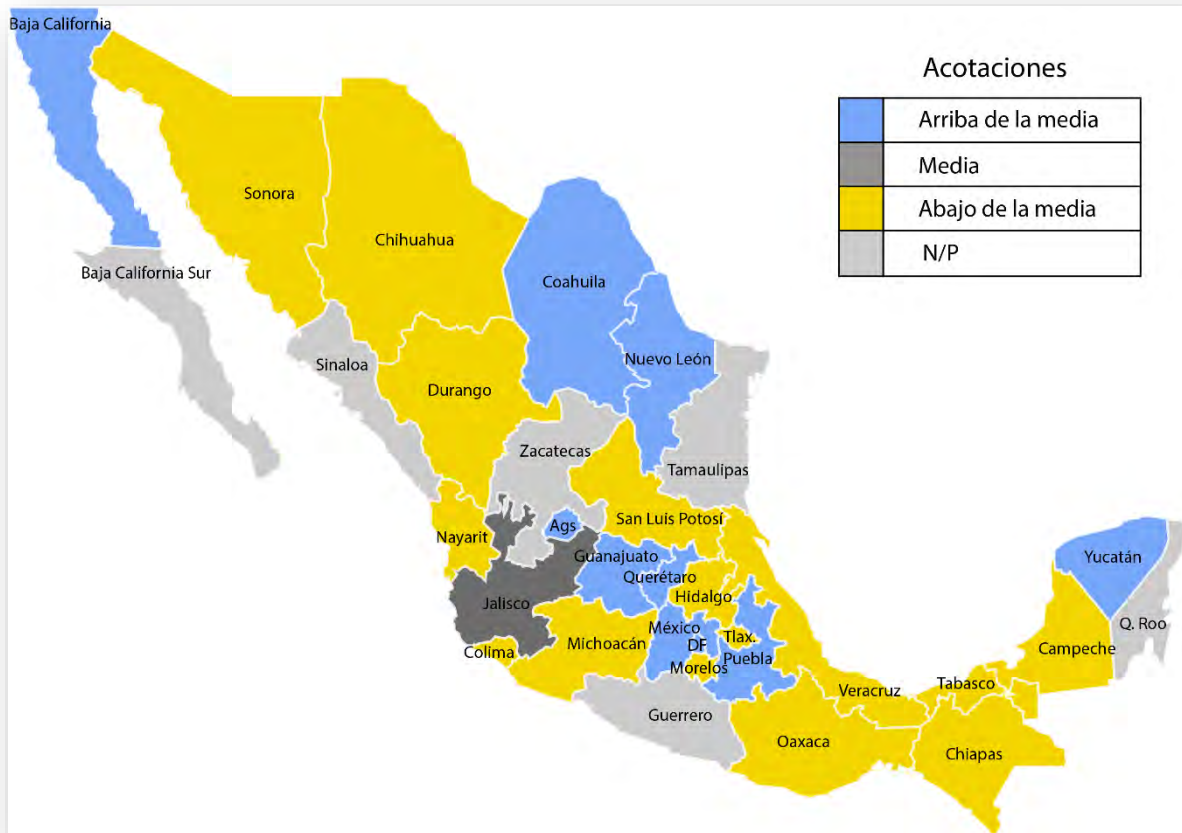 Baja California
Acotaciones
Arriba de la media
Media
Abajo de la media
N/P
Sonora
Chihuahua
Baja California Sur
Coahuila
Sinaloa
Nuevo León
Durango
Zacatecas
Tamaulipas
Ags
San Luis Potosí
Nayarit
Guanajuato
Querétaro
Hidalgo
Yucatán
Jalisco
México
Tlax.
Q. Roo
Colima
Michoacán
DF
Puebla
Campeche
Morelos
Veracruz
Tabasco
Guerrero
Oaxaca
Chiapas